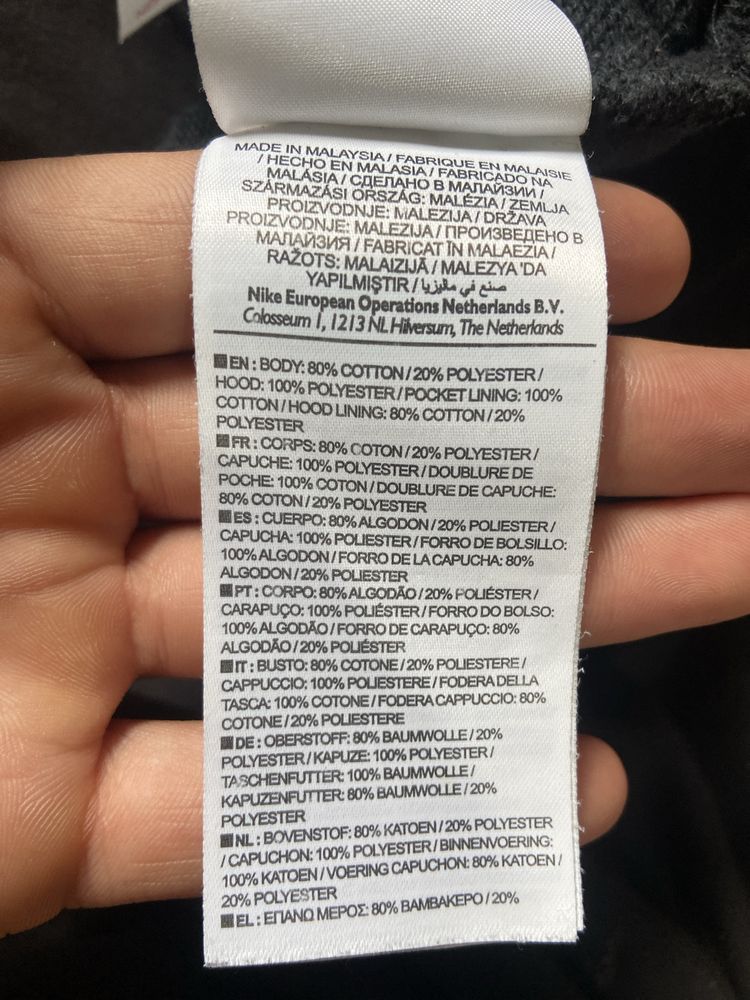 MADE IN MALAYSIA / FABRIQUE EN MALAISIE
/ HECHO EN MALASIA / FABRICADO NA
MALÁSIA / СДЕЛАНО В МАЛАЙЗИИ /
SZÁRMAZÁSI ORSZÁG: MALÉZIA / ZEMLJA
PROIZVODNJE: MALEZIJA / DRŽAVA
PROIZVODNJE: MALEZIJA / ПРОИЗВЕДЕНО В
МАЛАЙЗИЯ / FABRICAT ÎN MALAEZIA /
RAŽOTS: MALAIZIJĀ / MALEZYA'DA
YAPILMIŞTIR / صنع في ماليزيا
Nike European Operations Netherlands B.V.
Colosseum 1, 1213 NL Hilversum, The Netherlands
EN : BODY: 80% COTTON / 20% POLYESTER /
HOOD: 100% POLYESTER / POCKET LINING: 100%
COTTON / HOOD LINING: 80% COTTON / 20%
POLYESTER
FR : CORPS: 80% COTON / 20% POLYESTER /
CAPUCHE: 100% POLYESTER / DOUBLURE DE
POCHE: 100% COTON / DOUBLURE DE CAPUCHE:
80% COTON / 20% POLYESTER
ES : CUERPO: 80% ALGODON / 20% POLIESTER /
CAPUCHA: 100% POLIESTER / FORRO DE BOLSILLO:
100% ALGODON / FORRO DE LA CAPUCHA: 80%
ALGODON / 20% POLIESTER
PT : CORPO: 80% ALGODÃO / 20% POLIÉSTER /
CARAPUÇO: 100% POLIÉSTER / FORRO DO BOLSO:
100% ALGODÃO / FORRO DE CARAPUÇO: 80%
ALGODÃO / 20% POLIÉSTER
IT : BUSTO: 80% COTONE / 20% POLIESTERE /
CAPPUCCIO: 100% POLIESTERE / FODERA DELLA
TASCA: 100% COTONE / FODERA CAPPUCCIO: 80%
COTONE / 20% POLIESTERE
DE : OBERSTOFF: 80% BAUMWOLLE / 20%
POLYESTER / KAPUZE: 100% POLYESTER /
TASCHENFUTTER: 100% BAUMWOLLE /
KAPUZENFUTTER: 80% BAUMWOLLE / 20%
POLYESTER
NL : BOVENSTOF: 80% KATOEN / 20% POLYESTER
/ CAPUCHON: 100% POLYESTER / BINNENVOERING:
100% KATOEN / VOERING CAPUCHON: 80% KATOEN /
20% POLYESTER
EL : ΕΠΑΝΩ ΜΕΡΟΣ: 80% ΒΑΜΒΑΚΕΡΟ / 20%